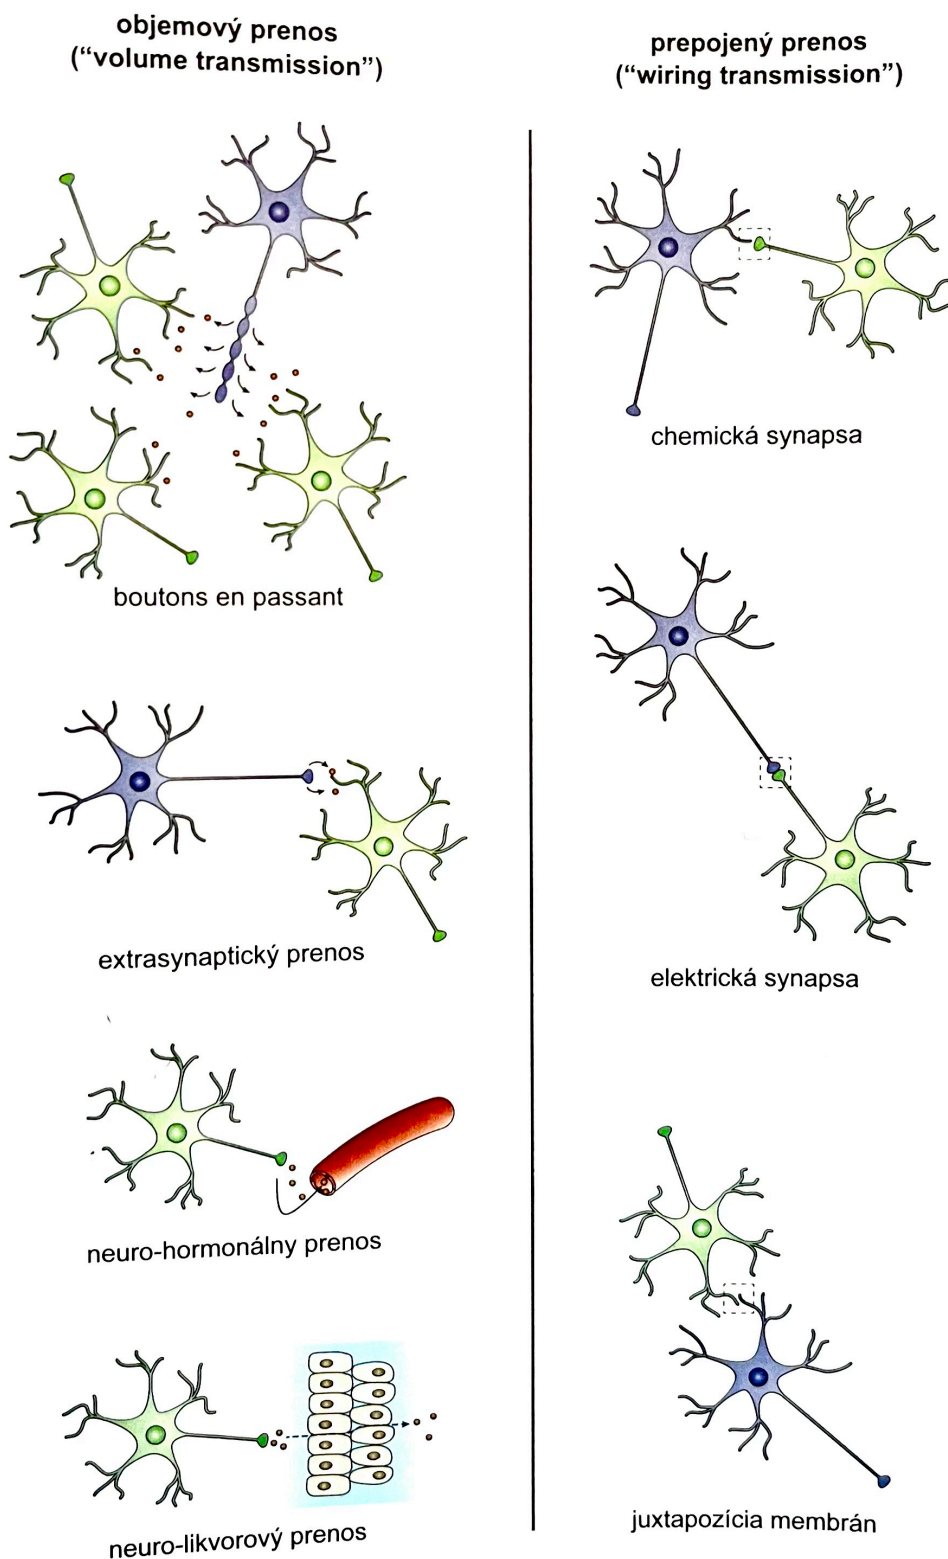 objemový prenos
(“volume transmission”)
boutons en passant
extrasynaptický prenos
neuro-hormonálny prenos
neuro-likvorový prenos
prepojený prenos
(“wiring transmission”)
chemická synapsa
elektrická synapsa
juxtapozícia membrán